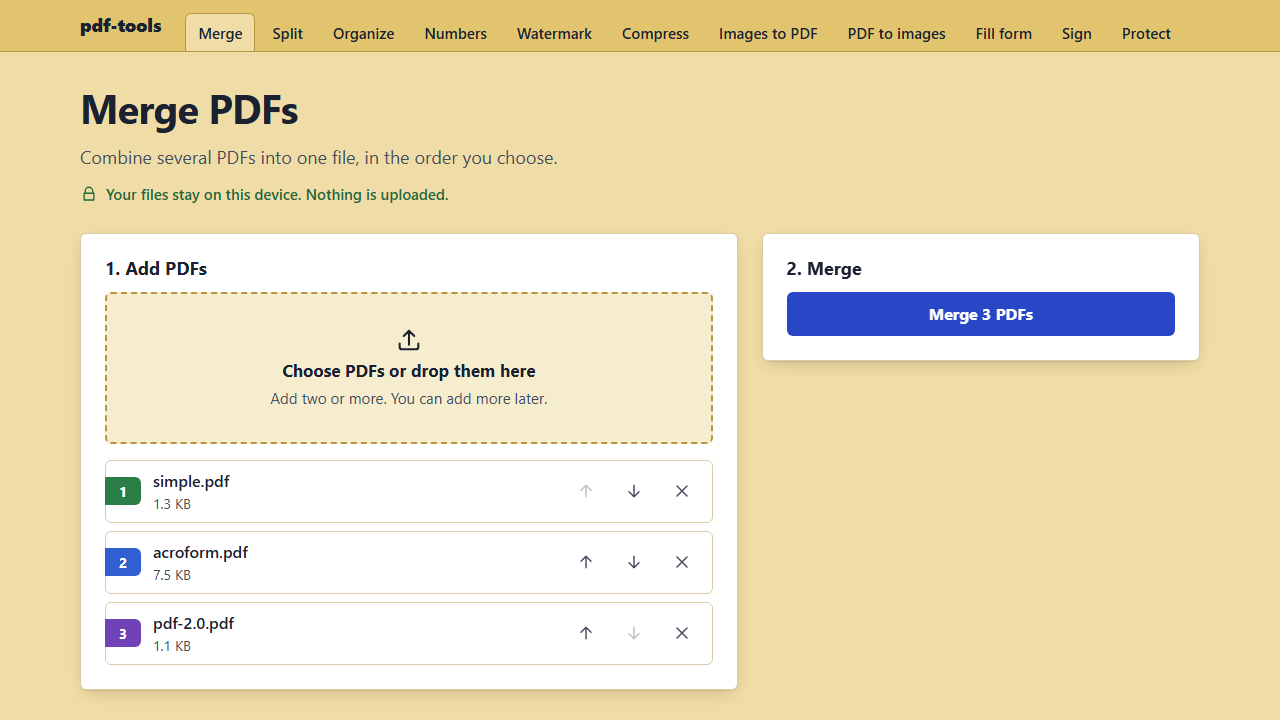 pdf-tools
Merge
Split
Organize
Numbers
Watermark
Compress
Images to PDF
PDF to images
Fill form
Sign
Protect
Merge PDFs
Combine several PDFs into one file, in the order you choose.
Your files stay on this device. Nothing is uploaded.
1. Add PDFs
Choose PDFs or drop them here
Add two or more. You can add more later.
1
simple.pdf
1.3 KB
2
acroform.pdf
7.5 KB
3
pdf-2.0.pdf
1.1 KB
2. Merge
Merge 3 PDFs